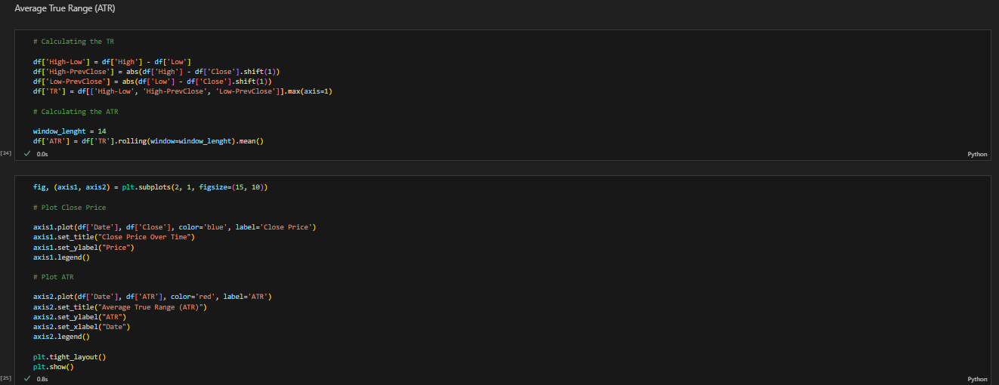 Average True Range (ATR)
# Calculating the TR
df['High-Low'] = df['High'] - df['Low']
df['High-PrevClose'] = abs(df['High'] - df['Close'].shift(1))
df['Low-PrevClose'] = abs(df['Low'] - df['Close'].shift(1))
df['TR'] = df[['High-Low', 'High-PrevClose', 'Low-PrevClose']].max(axis=1)
# Calculating the ATR
window_lenght = 14
df['ATR'] = df['TR'].rolling(window=window_lenght).mean()
[24] ✓ 0.0s Python
fig, (axis1, axis2) = plt.subplots(2, 1, figsize=(15, 10))
# Plot Close Price
axis1.plot(df['Date'], df['Close'], color='blue', label='Close Price')
axis1.set_title("Close Price Over Time")
axis1.set_ylabel("Price")
axis1.legend()
# Plot ATR
axis2.plot(df['Date'], df['ATR'], color='red', label='ATR')
axis2.set_title("Average True Range (ATR)")
axis2.set_ylabel("ATR")
axis2.set_xlabel("Date")
axis2.legend()
plt.tight_layout()
plt.show()
[25] ✓ 0.8s Python